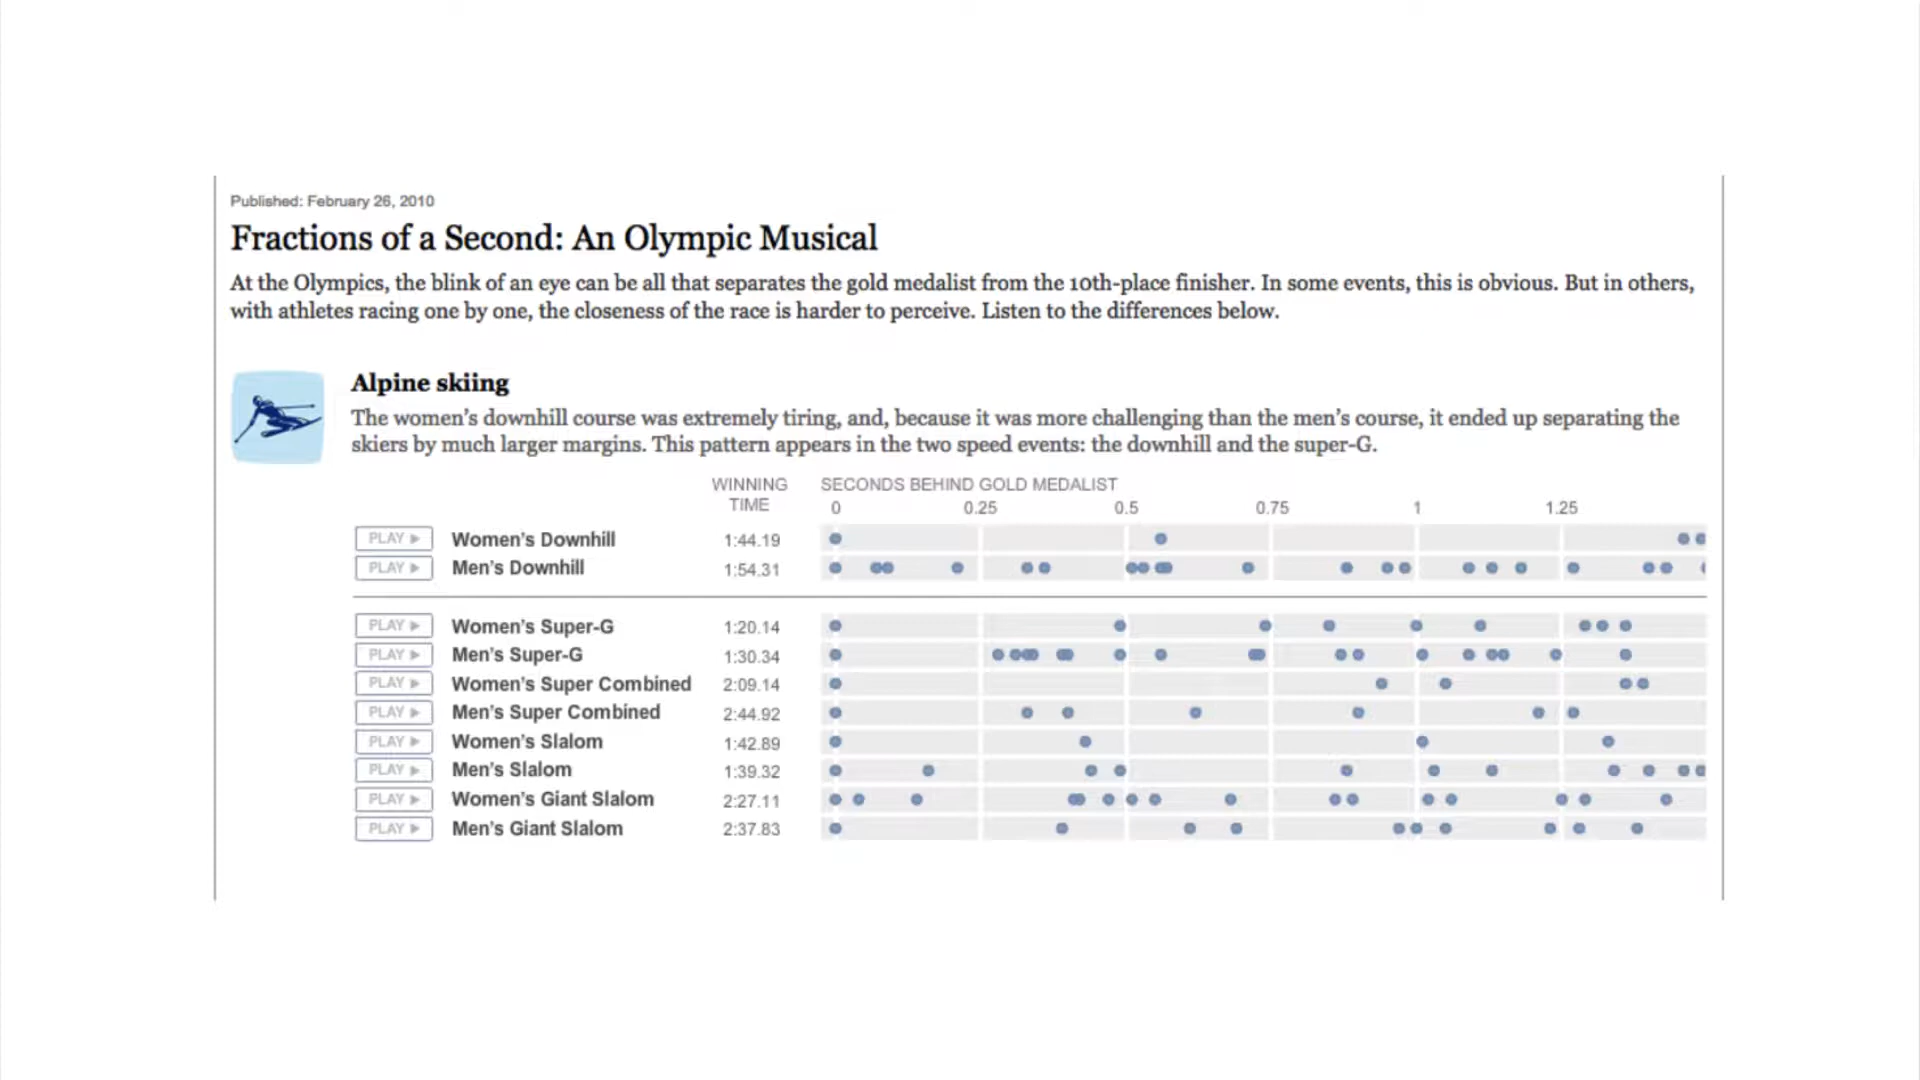 Published: February 26, 2010
Fractions of a Second: An Olympic Musical
At the Olympics, the blink of an eye can be all that separates the gold medalist from the 10th-place finisher. In some events, this is obvious. But in others,
with athletes racing one by one, the closeness of the race is harder to perceive. Listen to the differences below.
Alpine skiing
The women's downhill course was extremely tiring, and, because it was more challenging than the men's course, it ended up separating the
skiers by much larger margins. This pattern appears in the two speed events: the downhill and the super-G.
WINNING TIME SECONDS BEHIND GOLD MEDALIST
0 0.25 0.5 0.75 1 1.25
PLAY Women's Downhill 1:44.19
PLAY Men's Downhill 1:54.31
PLAY Women's Super-G 1:20.14
PLAY Men's Super-G 1:30.34
PLAY Women's Super Combined 2:09.14
PLAY Men's Super Combined 2:44.92
PLAY Women's Slalom 1:42.89
PLAY Men's Slalom 1:39.32
PLAY Women's Giant Slalom 2:27.11
PLAY Men's Giant Slalom 2:37.83